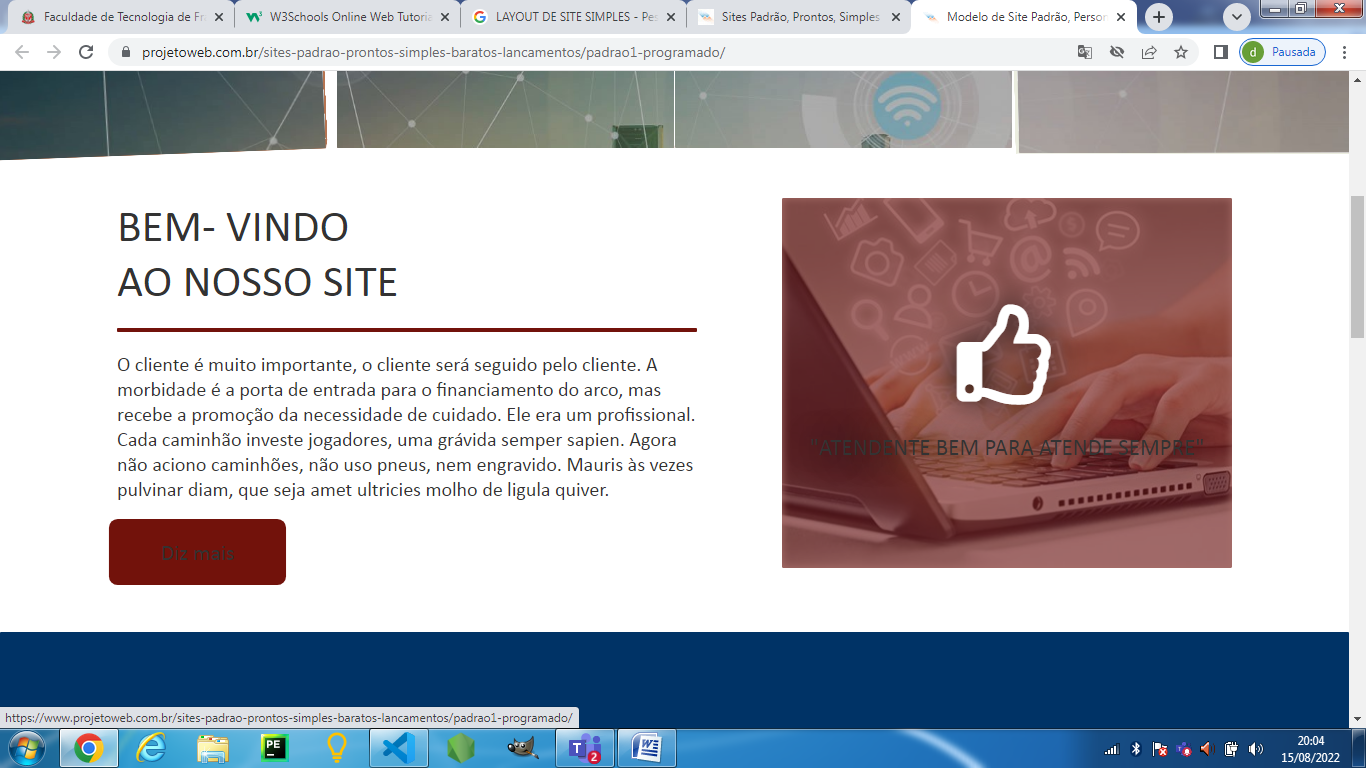 Faculdade de Tecnologia de Fr
W3Schools Online Web Tutoria
LAYOUT DE SITE SIMPLES - Pes
Sites Padrão, Prontos, Simples
Modelo de Site Padrão, Person
projetoweb.com.br/sites-padrao-prontos-simples-baratos-lancamentos/padrao1-programado/
d Pausada
BEM- VINDO
AO NOSSO SITE
O cliente é muito importante, o cliente será seguido pelo cliente. A
morbidade é a porta de entrada para o financiamento do arco, mas
recebe a promoção da necessidade de cuidado. Ele era um profissional.
Cada caminhão investe jogadores, uma grávida semper sapien. Agora
não aciono caminhões, não uso pneus, nem engravido. Mauris às vezes
pulvinar diam, que seja amet ultricies molho de ligula quiver.
Diz mais
"ATENDENTE BEM PARA ATENDE SEMPRE"
https://www.projetoweb.com.br/sites-padrao-prontos-simples-baratos-lancamentos/padrao1-programado/
20:04
15/08/2022